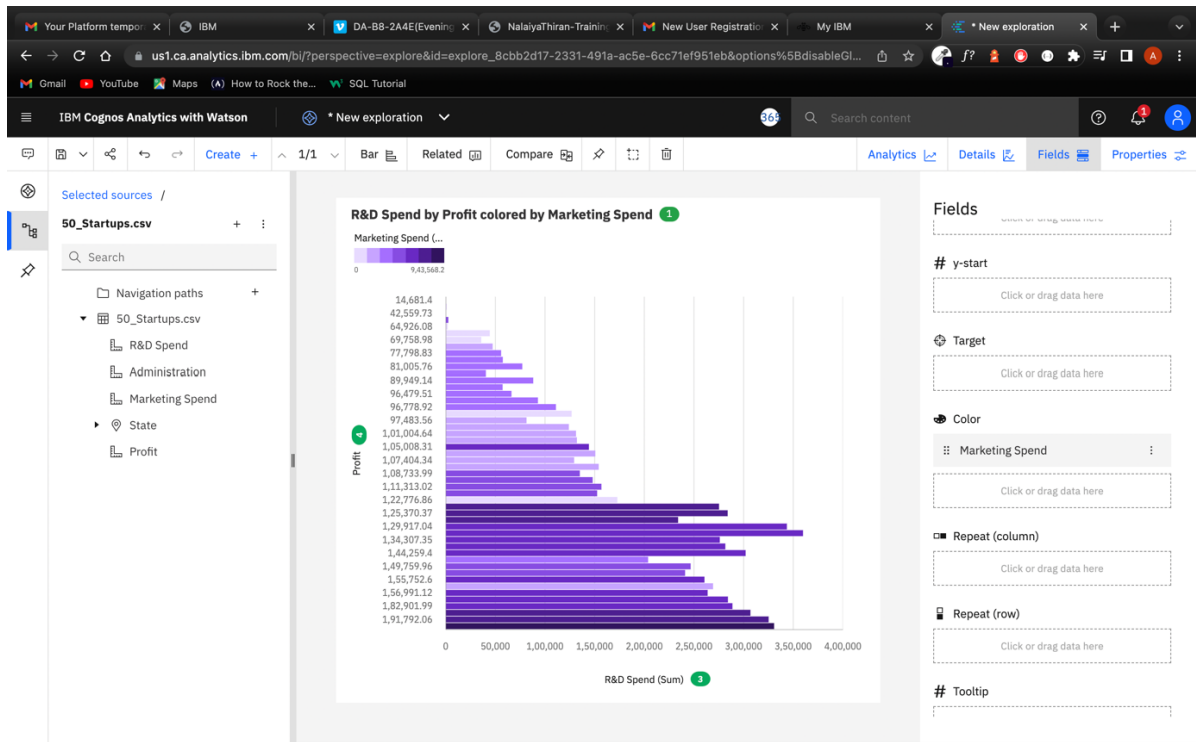 Your Platform tempor
IBM
DA-BB-2A4E(Evening
NalaiyaThiran-Training
New User Registratio
My IBM
* New exploration
us1.ca.analytics.ibm.com/bi/?perspective=explore&id=explore_8cbb2d17-2331-491a-ac5e-6cc71ef951eb&options%5BdisableGl...
Gmail
YouTube
Maps
(A) How to Rock the...
SQL Tutorial
IBM Cognos Analytics with Watson
* New exploration
365
Search content
1
Create +
1/1
Bar
Related
Compare
Analytics
Details
Fields
Properties
Selected sources /
50_Startups.csv
Search
Navigation paths
50_Startups.csv
R&D Spend
Administration
Marketing Spend
State
Profit
R&D Spend by Profit colored by Marketing Spend 1
Marketing Spend (...
0 9,43,568.2
14,681.4
42,559.73
64,926.08
69,758.98
77,798.83
81,005.76
89,949.14
96,479.51
96,778.92
97,483.56
1,01,004.64
1,05,008.31
1,07,404.34
1,08,733.99
1,11,313.02
1,22,776.86
1,25,370.37
1,29,917.04
1,34,307.35
1,44,259.4
1,49,759.96
1,55,752.6
1,56,991.12
1,82,901.99
1,91,792.06
Profit 4
0 50,000 1,00,000 1,50,000 2,00,000 2,50,000 3,00,000 3,50,000 4,00,000
R&D Spend (Sum) 3
Fields
# y-start
Click or drag data here
Target
Click or drag data here
Color
Marketing Spend
Click or drag data here
Repeat (column)
Click or drag data here
Repeat (row)
Click or drag data here
# Tooltip